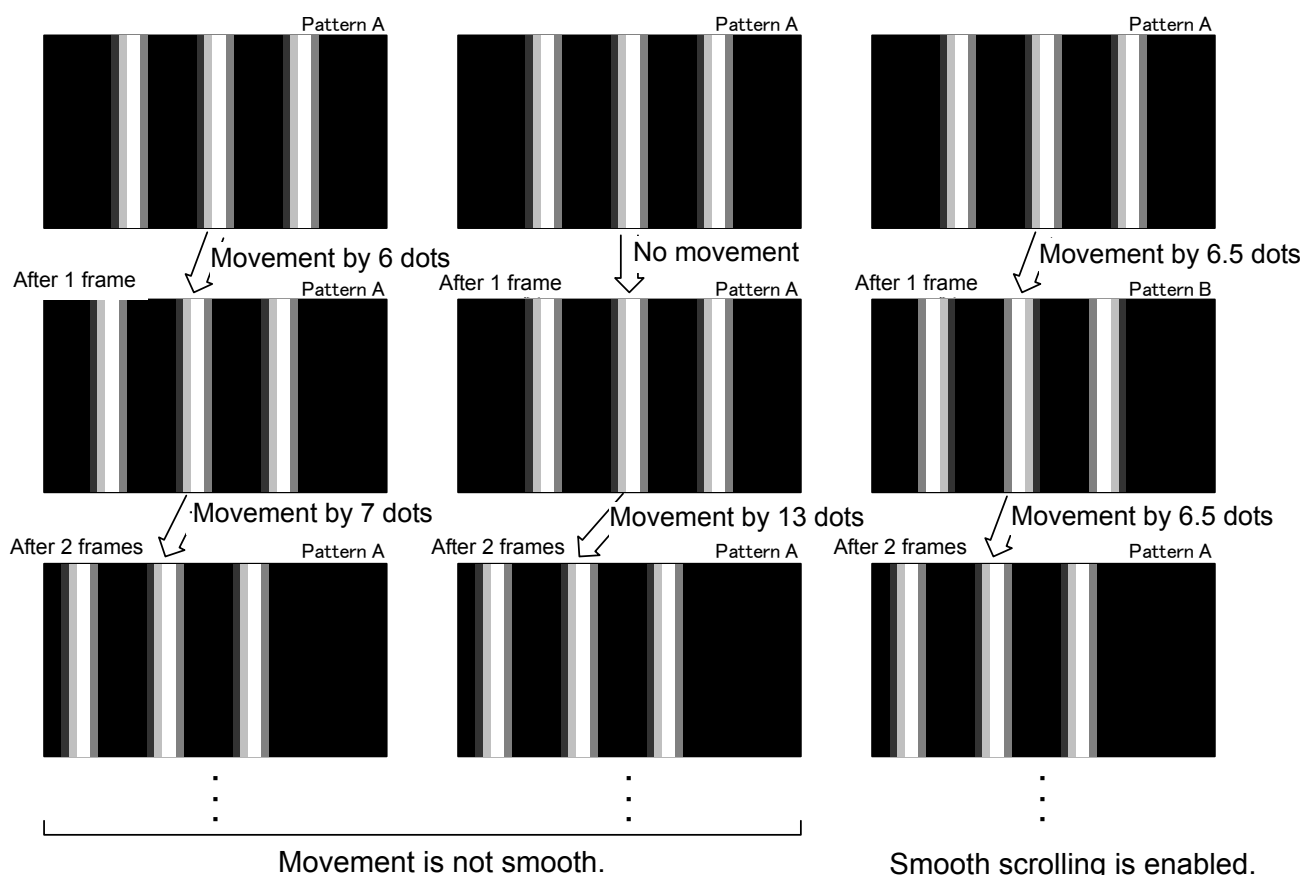 Pattern A
Pattern A
Pattern A
Movement by 6 dots
No movement
Movement by 6.5 dots
After 1 frame
Pattern A
After 1 frame
Pattern A
After 1 frame
Pattern B
Movement by 7 dots
Movement by 13 dots
Movement by 6.5 dots
After 2 frames
Pattern A
After 2 frames
Pattern A
After 2 frames
Pattern A
Movement is not smooth.
Smooth scrolling is enabled.